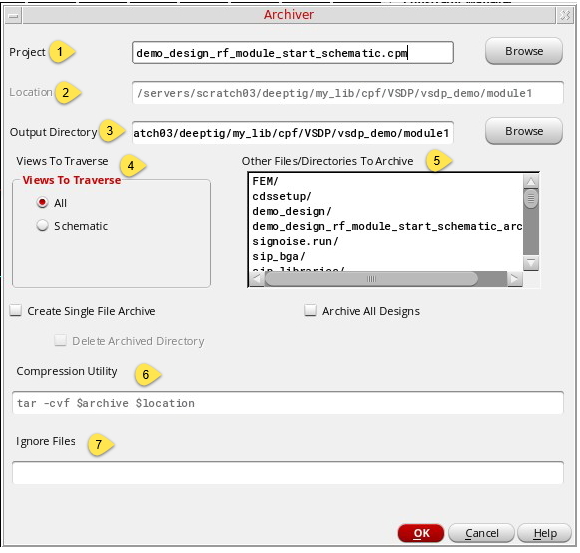 Archiver
Project 1 demo_design_rf_module_start_schematic.cpm Browse
Location 2 /servers/scratch03/deeptig/my_lib/cpf/VSDP/vsdp_demo/module1
Output Directory 3 atch03/deeptig/my_lib/cpf/VSDP/vsdp_demo/module1 Browse
Views To Traverse 4 Other Files/Directories To Archive 5
Views To Traverse
All
Schematic
FEM/
cdssetup/
demo_design/
demo_design_rf_module_start_schematic_arc
signoise.run/
sip_bga/
sip_libraries/
Create Single File Archive Archive All Designs
Delete Archived Directory
Compression Utility 6
tar -cvf $archive $location
Ignore Files 7
OK Cancel Help